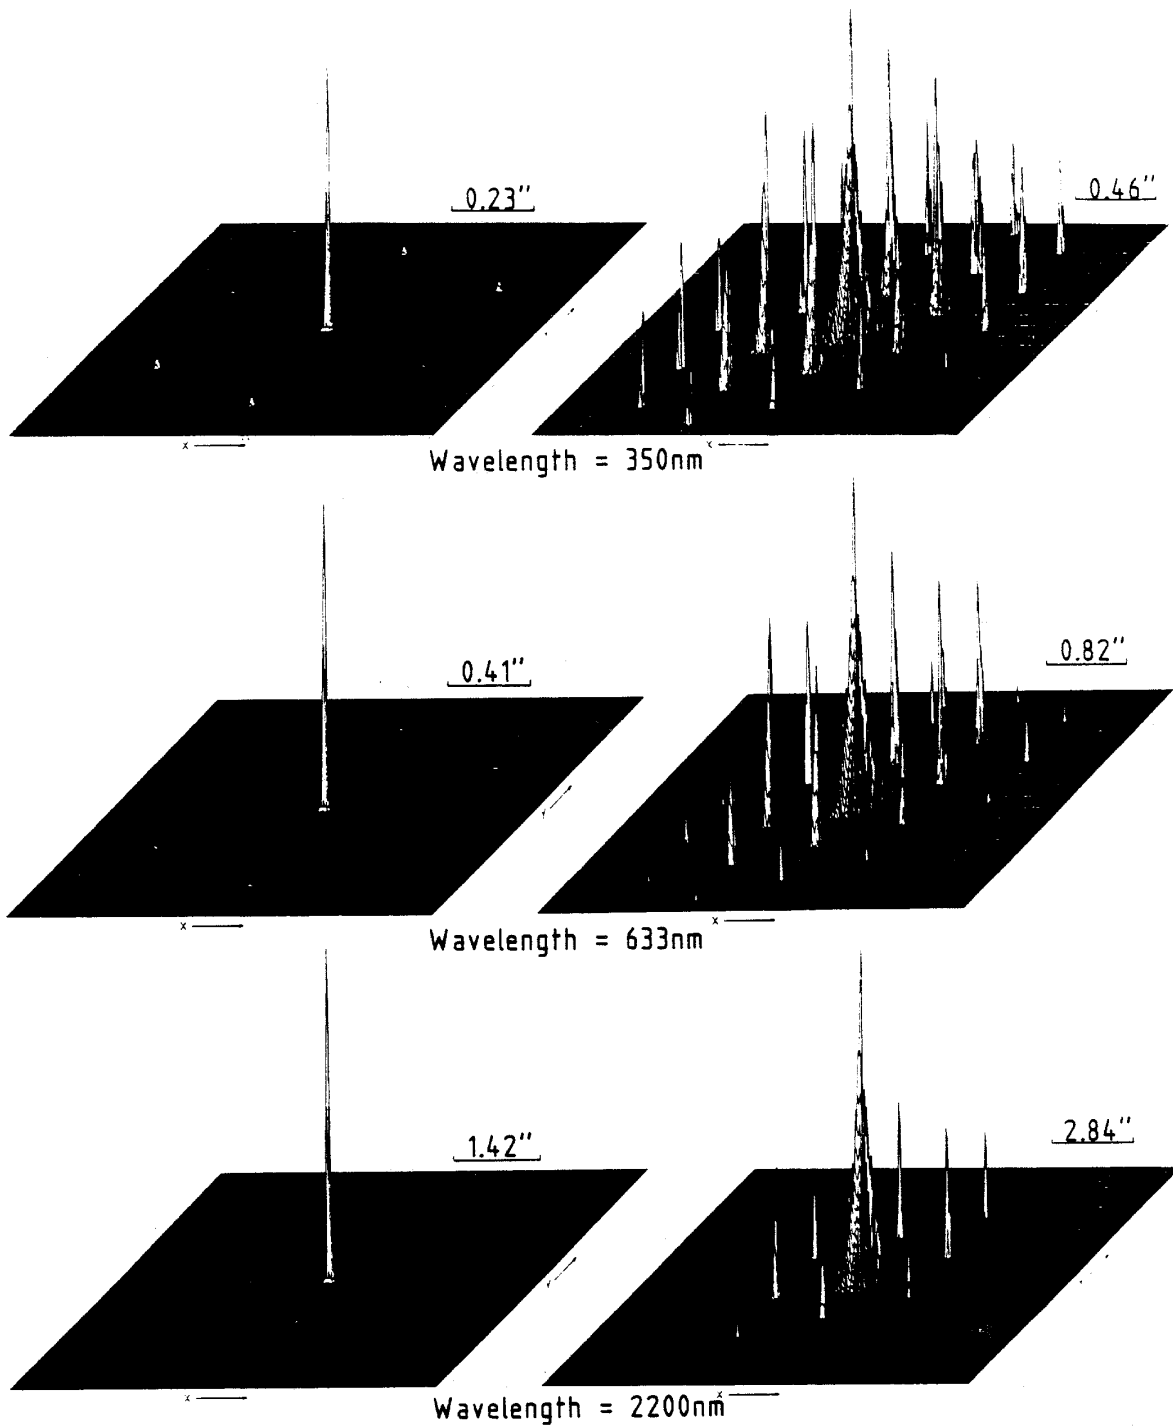 0.23"
0.46"
x
x
Wavelength = 350nm
0.41"
0.82"
Y
x
x
Wavelength = 633nm
1.42"
2.84"
Y
x
x
Wavelength = 2200nm